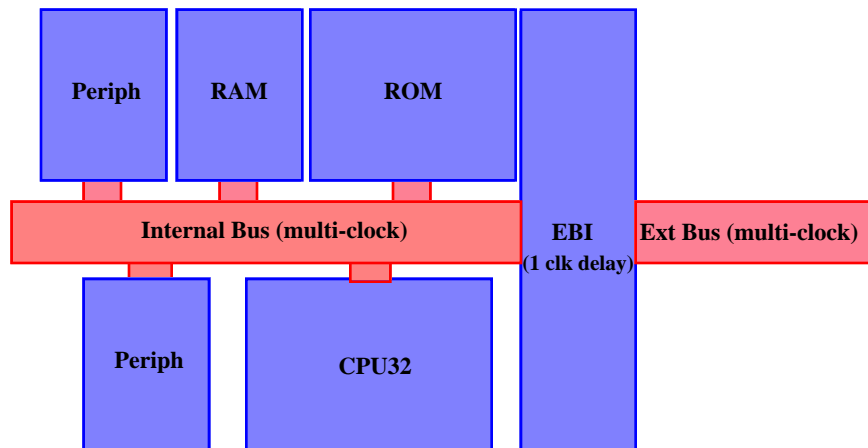 Periph
RAM
ROM
Internal Bus (multi-clock)
EBI
(1 clk delay)
Ext Bus (multi-clock)
Periph
CPU32